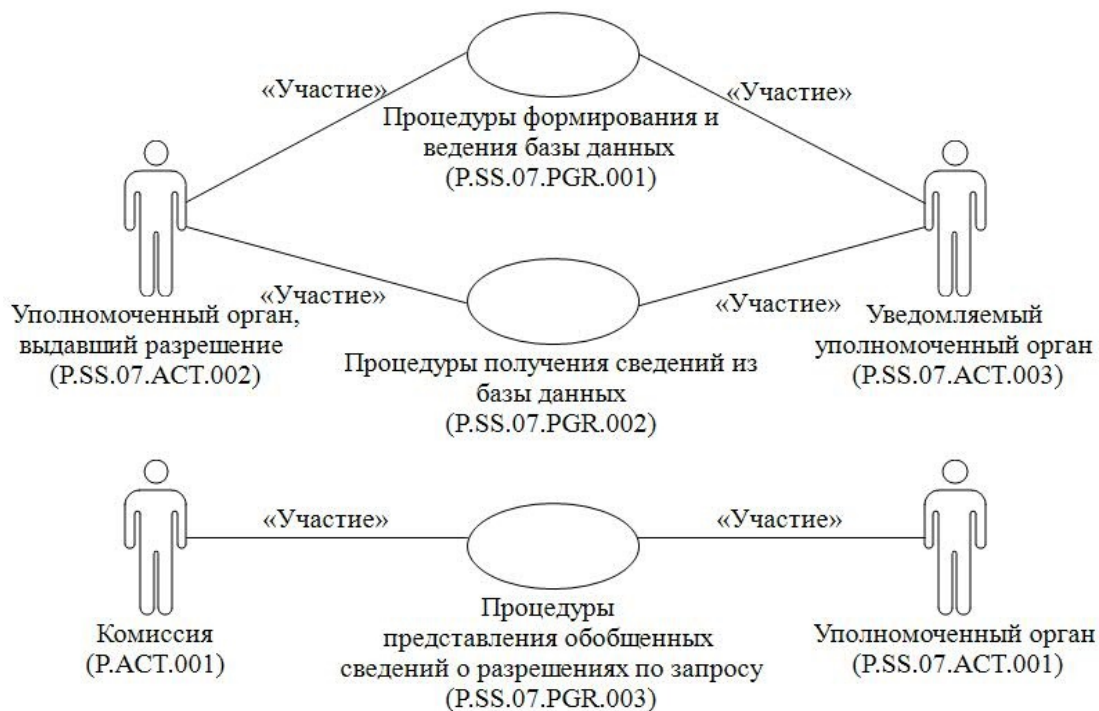 «Участие»
«Участие»
Процедуры формирования и
ведения базы данных
(P.SS.07.PGR.001)
«Участие»
«Участие»
Уполномоченный орган,
выдавший разрешение
(P.SS.07.ACT.002)
Процедуры получения сведений из
базы данных
(P.SS.07.PGR.002)
Уведомляемый
уполномоченный орган
(P.SS.07.ACT.003)
«Участие»
«Участие»
Комиссия
(P.ACT.001)
Процедуры
представления обобщенных
сведений о разрешениях по запросу
(P.SS.07.PGR.003)
Уполномоченный орган
(P.SS.07.ACT.001)